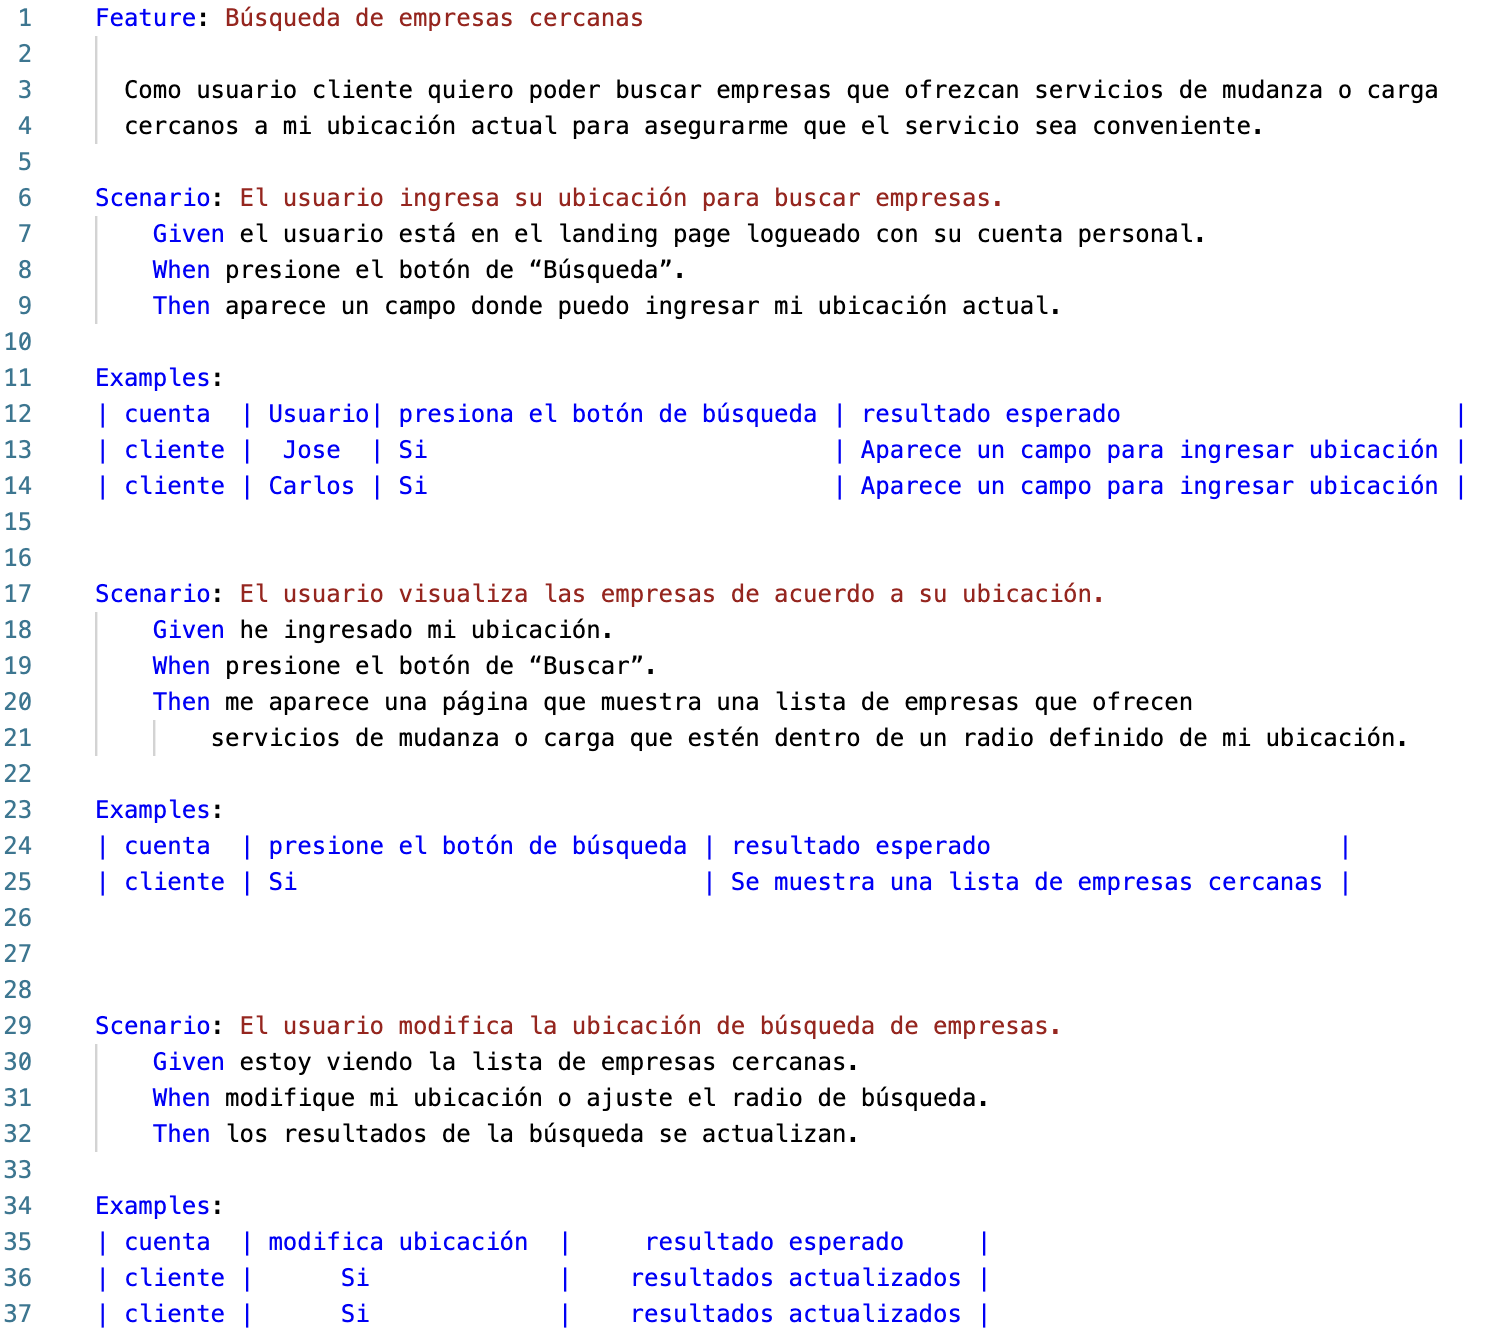 1 Feature: Búsqueda de empresas cercanas
2
3 Como usuario cliente quiero poder buscar empresas que ofrezcan servicios de mudanza o carga
4 cercanos a mi ubicación actual para asegurarme que el servicio sea conveniente.
5
6 Scenario: El usuario ingresa su ubicación para buscar empresas.
7 Given el usuario está en el landing page logueado con su cuenta personal.
8 When presione el botón de “Búsqueda”.
9 Then aparece un campo donde puedo ingresar mi ubicación actual.
10
11 Examples:
12 | cuenta | Usuario| presiona el botón de búsqueda | resultado esperado |
13 | cliente | Jose | Si | Aparece un campo para ingresar ubicación |
14 | cliente | Carlos | Si | Aparece un campo para ingresar ubicación |
15
16
17 Scenario: El usuario visualiza las empresas de acuerdo a su ubicación.
18 Given he ingresado mi ubicación.
19 When presione el botón de “Buscar”.
20 Then me aparece una página que muestra una lista de empresas que ofrecen
21 servicios de mudanza o carga que estén dentro de un radio definido de mi ubicación.
22
23 Examples:
24 | cuenta | presione el botón de búsqueda | resultado esperado |
25 | cliente | Si | Se muestra una lista de empresas cercanas |
26
27
28
29 Scenario: El usuario modifica la ubicación de búsqueda de empresas.
30 Given estoy viendo la lista de empresas cercanas.
31 When modifique mi ubicación o ajuste el radio de búsqueda.
32 Then los resultados de la búsqueda se actualizan.
33
34 Examples:
35 | cuenta | modifica ubicación | resultado esperado |
36 | cliente | Si | resultados actualizados |
37 | cliente | Si | resultados actualizados |